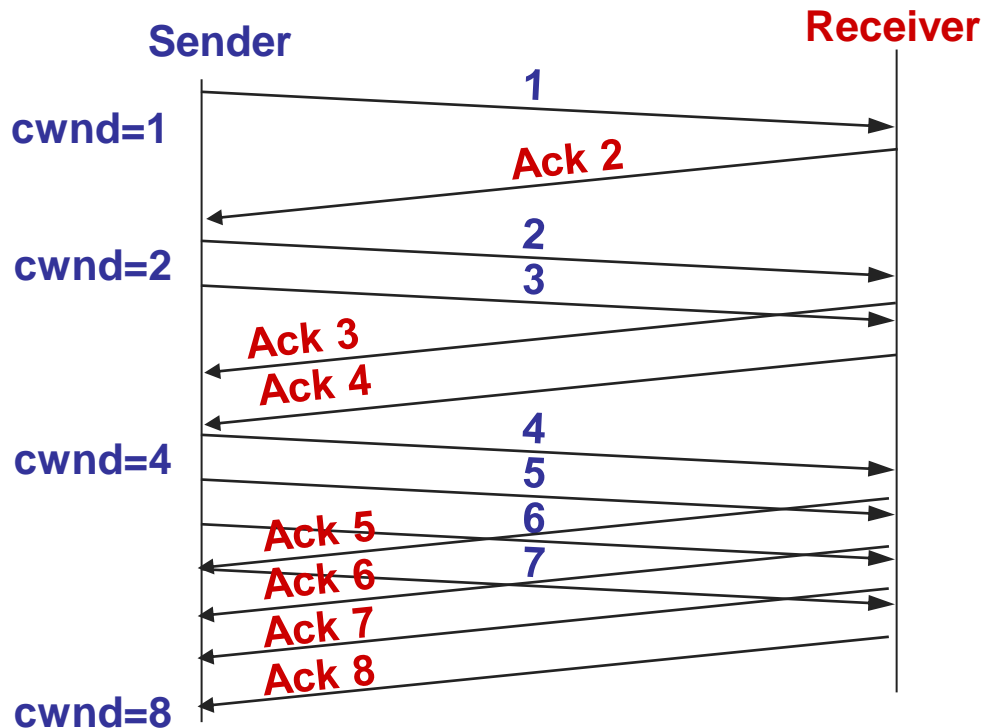 Sender
Receiver
1
cwnd=1
Ack 2
2
cwnd=2
3
Ack 3
Ack 4
4
cwnd=4
5
6
Ack 5
7
Ack 6
Ack 7
Ack 8
cwnd=8